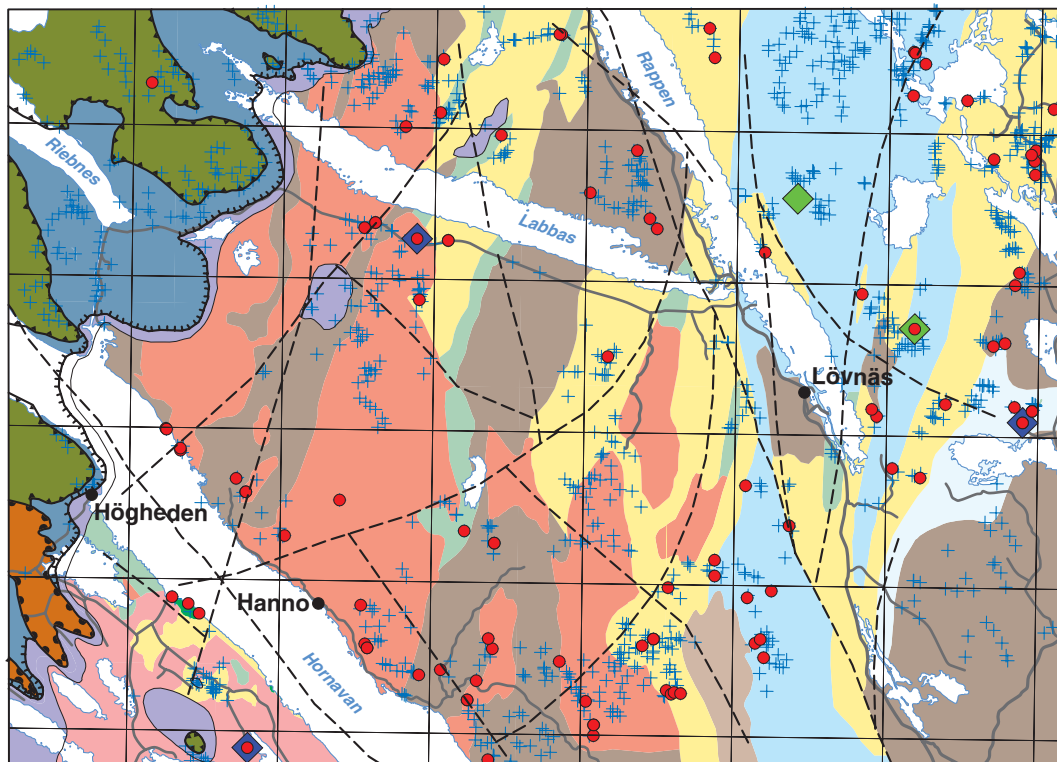 Rappen
Riebnes
Labbas
Lövnäs
Högheden
Hanno
Hornavan